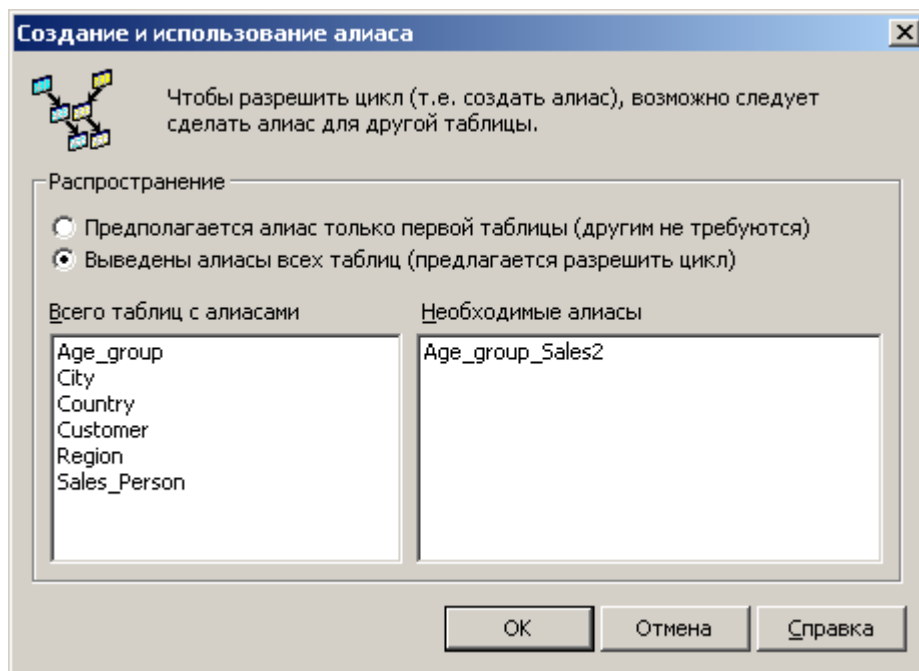 Создание и использование алиаса
Чтобы разрешить цикл (т.е. создать алиас), возможно следует
сделать алиас для другой таблицы.
Распространение
Предполагается алиас только первой таблицы (другим не требуются)
Выведены алиасы всех таблиц (предлагается разрешить цикл)
Всего таблиц с алиасами
Необходимые алиасы
Age_group
City
Country
Customer
Region
Sales_Person
Age_group_Sales2
OK
Отмена
Справка